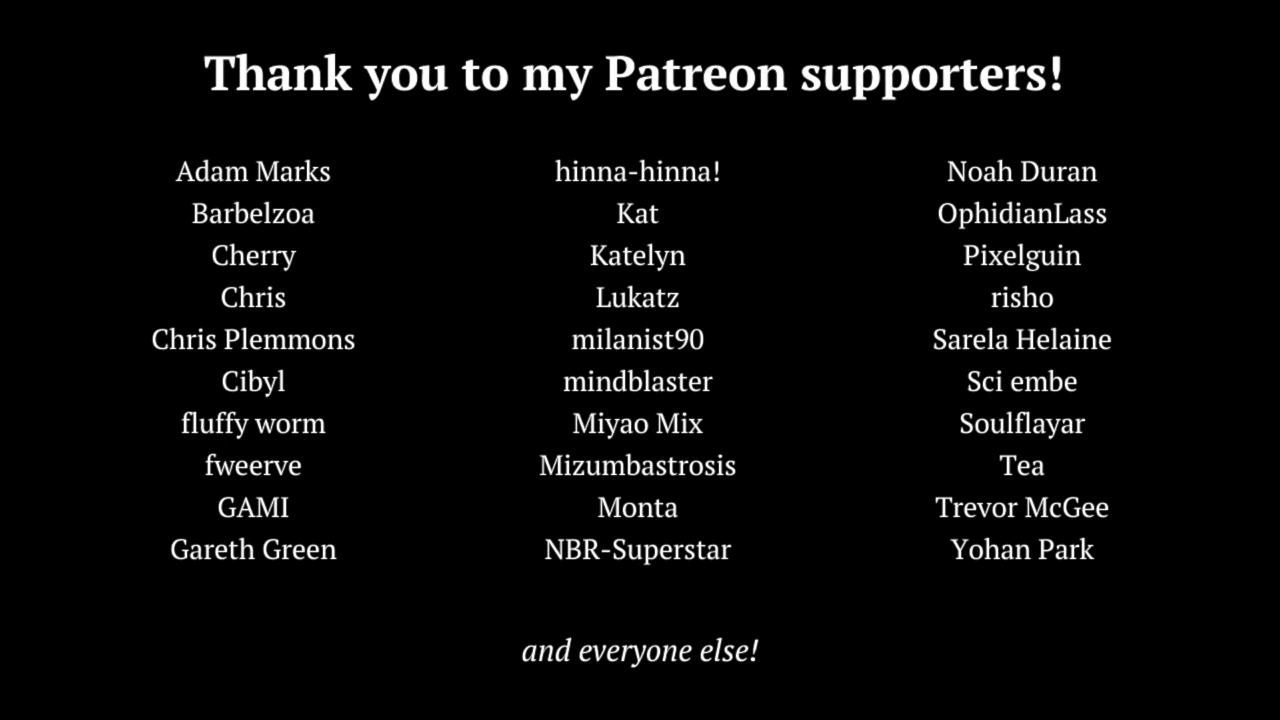 Thank you to my Patreon supporters!
Adam Marks
Barbelzoa
Cherry
Chris
Chris Plemmons
Cibyl
fluffy worm
fweerve
GAMI
Gareth Green
hinna-hinna!
Kat
Katelyn
Lukatz
milanist90
mindblaster
Miyao Mix
Mizumbastrosis
Monta
NBR-Superstar
Noah Duran
OphidianLass
Pixelguin
risho
Sarela Helaine
Sci embe
Soulflayar
Tea
Trevor McGee
Yohan Park
and everyone else!